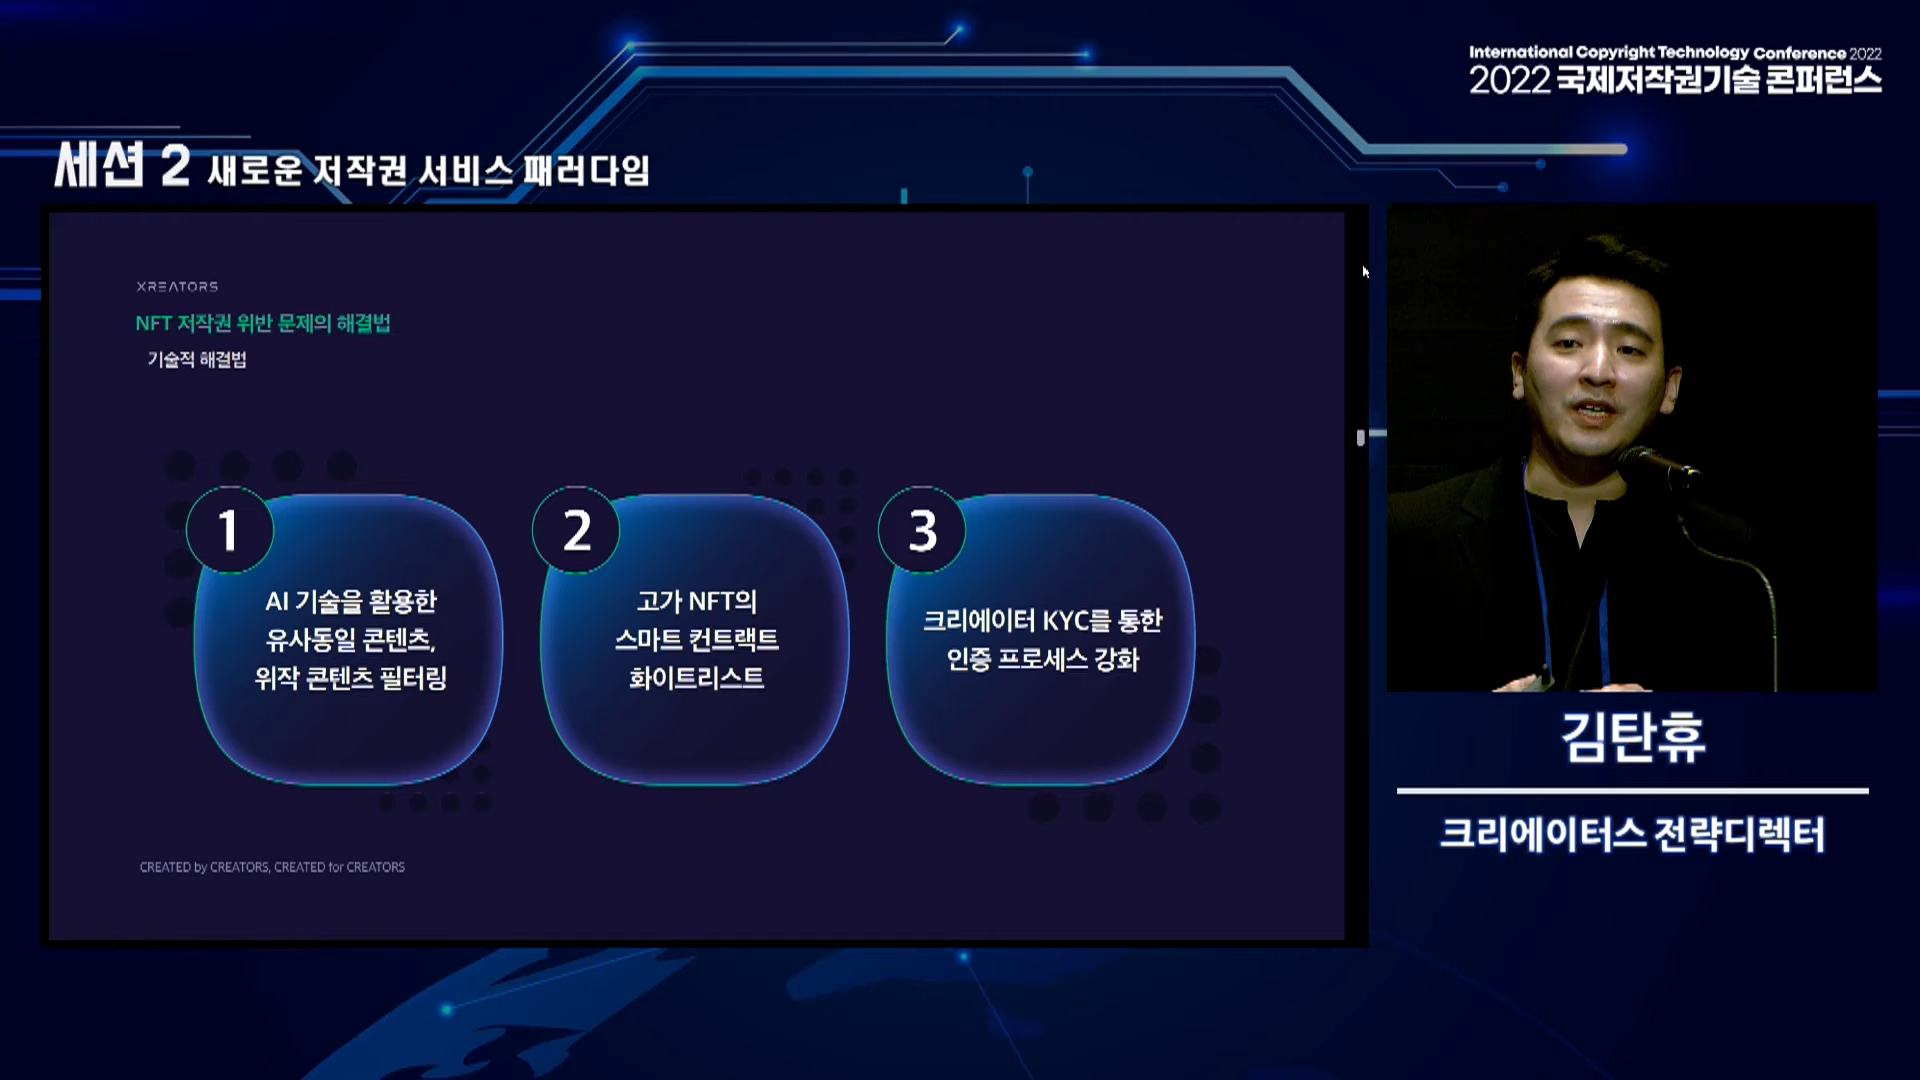 International Copyright Technology Conference 2022
2022 국제저작권기술 콘퍼런스
세션 2 새로운 저작권 서비스 패러다임
XREATORS
NFT 저작권 위반 문제의 해결법
기술적 해결법
1
AI 기술을 활용한
유사동일 콘텐츠,
위작 콘텐츠 필터링
2
고가 NFT의
스마트 컨트랙트
화이트리스트
3
크리에이터 KYC를 통한
인증 프로세스 강화
CREATED by CREATORS, CREATED for CREATORS
김탄휴
크리에이터스 전략디렉터